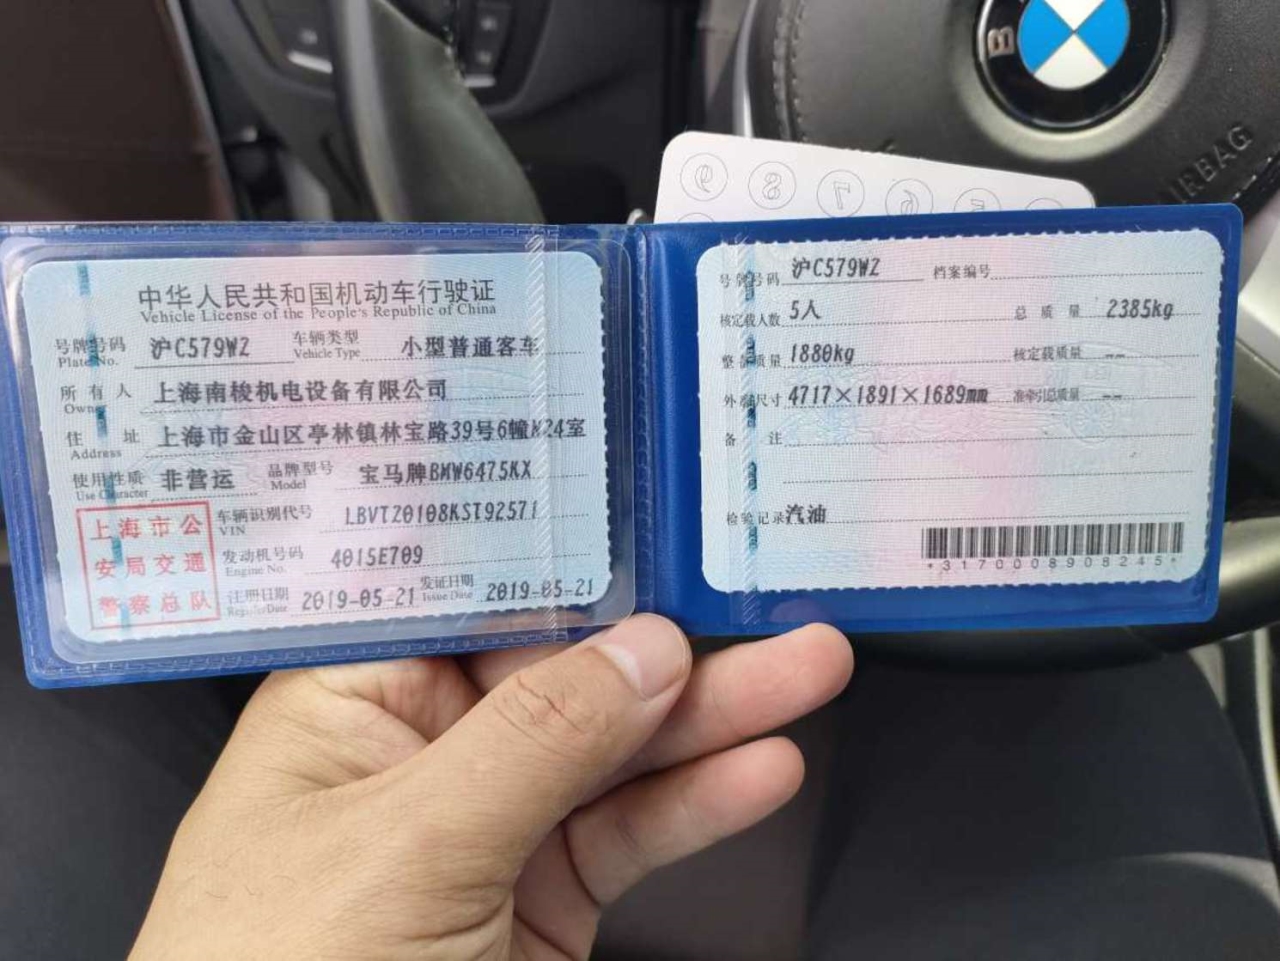 中华人民共和国机动车行驶证
Vehicle License of the People's Republic of China
号牌号码 沪C579WZ 车辆类型 小型普通客车
Plate No. Vehicle Type
所有人 上海南梭机电设备有限公司
Owner
住址 上海市金山区亭林镇林宝路39号6幢 24室
Address
使用性质 非营运 品牌型号 宝马牌BMW6475KX
Use Character Model
上海市公
安局交通
警察总队
车辆识别代号 LBVTZ0108KST92571
VIN
发动机号码 4015E709
Engine No.
注册日期 2019-05-21 发证日期 2019-05-21
Register Date Issue Date
号牌号码 沪C579WZ 档案编号
核定载人数 5人 总质量 2385kg
整备质量 1880kg 核定载质量 --
外廓尺寸 4717×1891×1689mm 准牵引总质量 --
备注
检验记录 汽油
*3170008908245*
9 8 7 6
B
AIRBAG